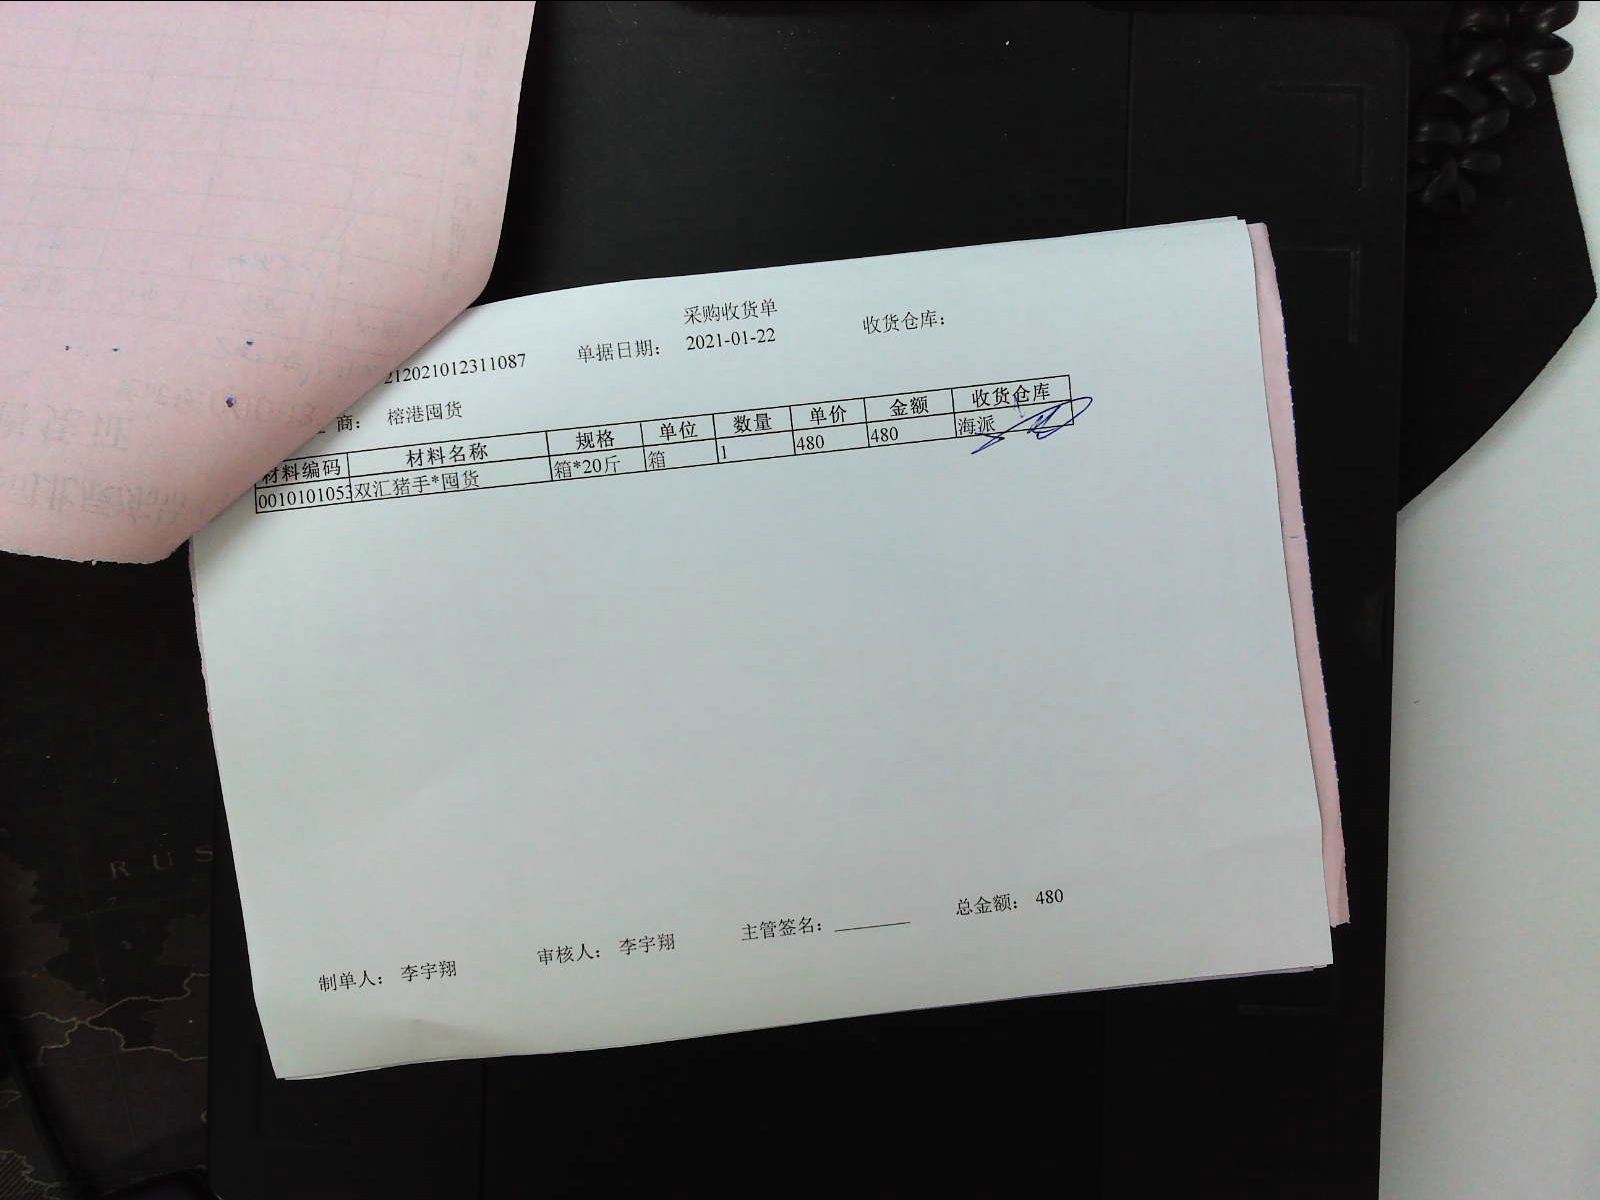 采购收货单
212021012311087 单据日期: 2021-01-22 收货仓库:
商: 榕港囤货
材料编码 材料名称 规格 单位 数量 单价 金额 收货仓库
0010101053 双汇猪手*囤货 箱*20斤 箱 1 480 480 海派
制单人: 李宇翔 审核人: 李宇翔 主管签名: 总金额: 480
RUS